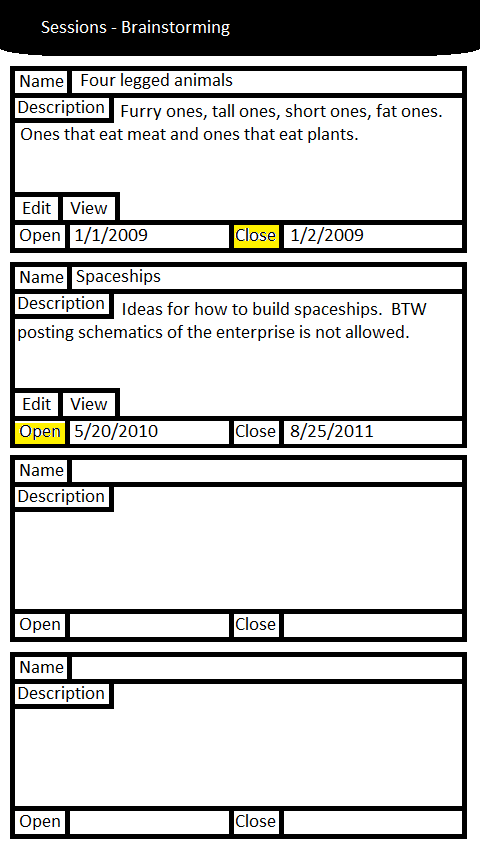 Sessions - Brainstorming
Name Four legged animals
Description Furry ones, tall ones, short ones, fat ones.
Ones that eat meat and ones that eat plants.
Edit View
Open 1/1/2009 Close 1/2/2009
Name Spaceships
Description Ideas for how to build spaceships. BTW
posting schematics of the enterprise is not allowed.
Edit View
Open 5/20/2010 Close 8/25/2011
Name
Description
Open Close
Name
Description
Open Close